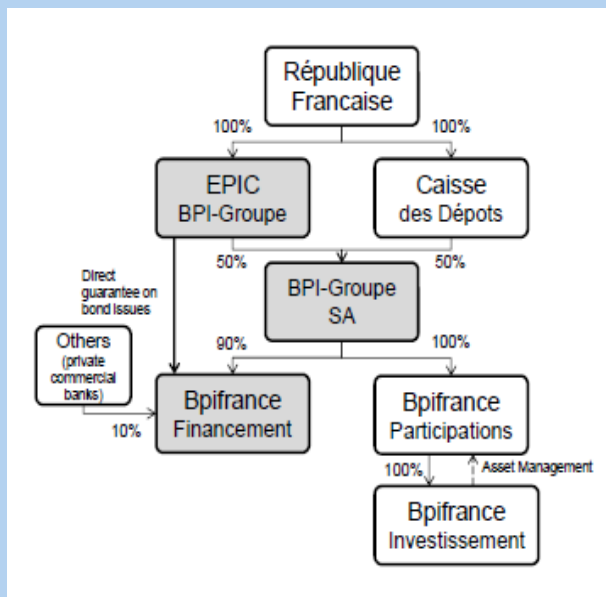 République
Francaise
100%
100%
EPIC
BPI-Groupe
Caisse
des Dépots
50%
50%
Direct
guarantee on
bond issues
BPI-Groupe
SA
Others
(private
commercial
banks)
90%
100%
10%
Bpifrance
Financement
Bpifrance
Participations
100%
Asset Management
Bpifrance
Investissement